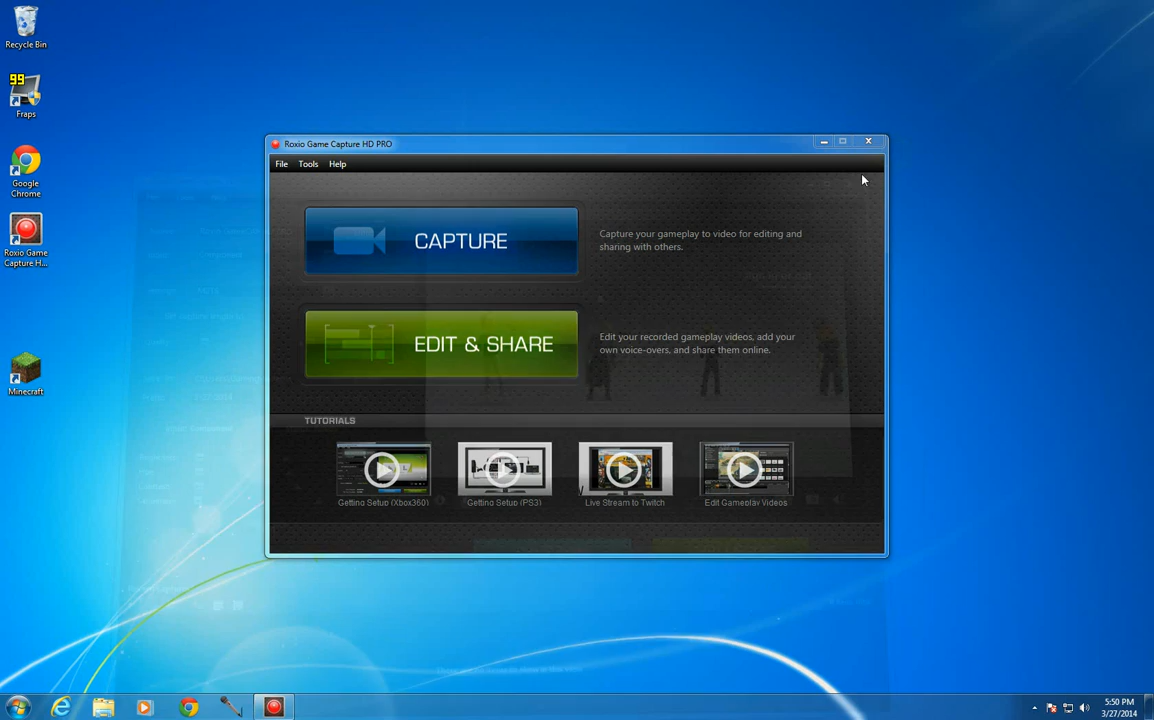 Recycle Bin
99
Fraps
Google
Chrome
Roxio Game
Capture H...
Minecraft
Roxio Game Capture HD PRO
File Tools Help
CAPTURE
Capture your gameplay to video for editing and
sharing with others.
EDIT & SHARE
Edit your recorded gameplay videos, add your
own voice-overs, and share them online.
TUTORIALS
Getting Setup (Xbox360)
Getting Setup (PS3)
Live Stream to Twitch
Edit Gameplay Videos
5:50 PM
3/27/2014